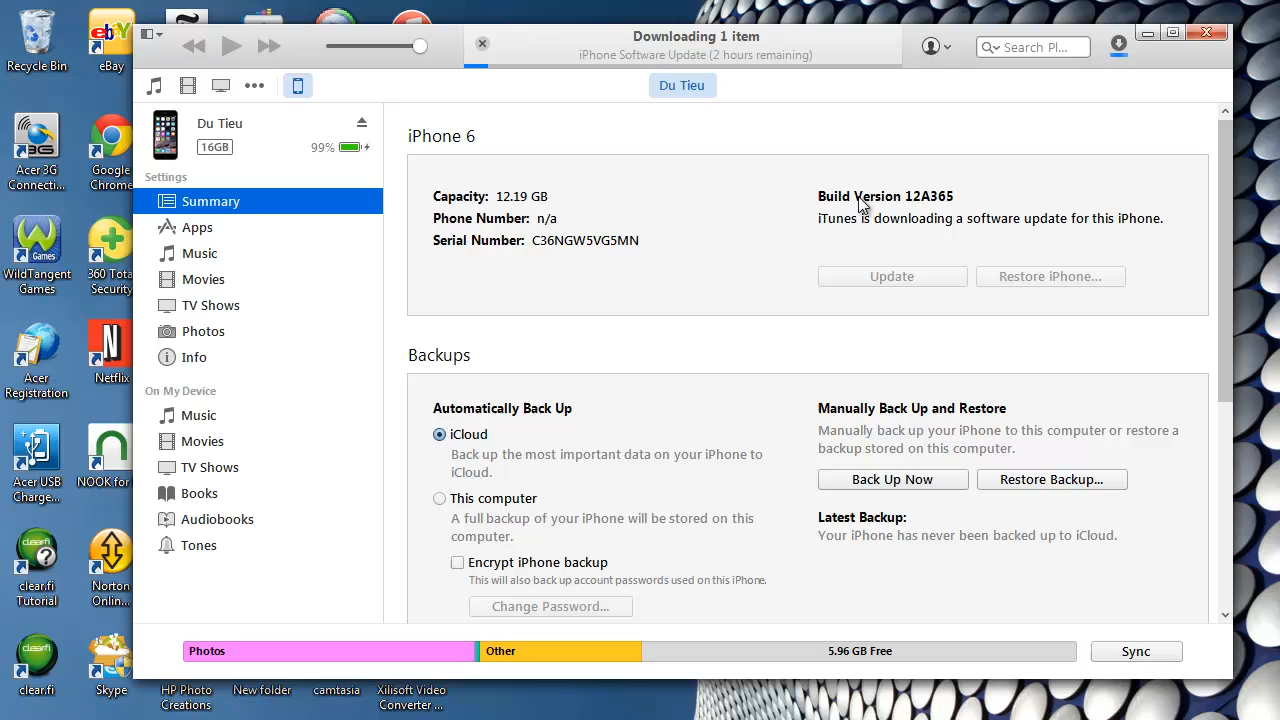 Recycle Bin
ebY
eBay
Downloading 1 item
iPhone Software Update (2 hours remaining)
Search Pl...
Du Tieu
Du Tieu
16GB
99%
Settings
Summary
Apps
Music
Movies
TV Shows
Photos
Info
On My Device
Music
Movies
TV Shows
Books
Audiobooks
Tones
iPhone 6
Capacity: 12.19 GB
Phone Number: n/a
Serial Number: C36NGW5VG5MN
Build Version 12A365
iTunes is downloading a software update for this iPhone.
Update
Restore iPhone...
Backups
Automatically Back Up
iCloud
Back up the most important data on your iPhone to
iCloud.
This computer
A full backup of your iPhone will be stored on this
computer.
Encrypt iPhone backup
This will also back up account passwords used on this iPhone.
Change Password...
Manually Back Up and Restore
Manually back up your iPhone to this computer or restore a
backup stored on this computer.
Back Up Now
Restore Backup...
Latest Backup:
Your iPhone has never been backed up to iCloud.
Photos
Other
5.96 GB Free
Sync
3G
Acer 3G
Connecti...
Google
Chrome
Games
WildTangent
Games
360 Tota
Security
Acer
Registration
N
Netflix
Acer USB
Charge...
NOOK for
clear.fi
clear.fi
Tutorial
Norton
Onlin...
clear.fi
clear.fi
Skype
HP Photo
Creations
New folder
camtasia
Xilisoft Video
Converter ...